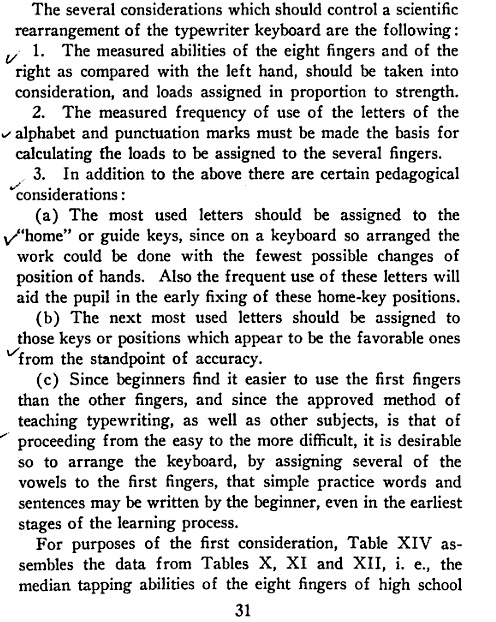 The several considerations which should control a scientific
rearrangement of the typewriter keyboard are the following:
1. The measured abilities of the eight fingers and of the
right as compared with the left hand, should be taken into
consideration, and loads assigned in proportion to strength.
2. The measured frequency of use of the letters of the
alphabet and punctuation marks must be made the basis for
calculating the loads to be assigned to the several fingers.
3. In addition to the above there are certain pedagogical
considerations:
(a) The most used letters should be assigned to the
"home" or guide keys, since on a keyboard so arranged the
work could be done with the fewest possible changes of
position of hands. Also the frequent use of these letters will
aid the pupil in the early fixing of these home-key positions.
(b) The next most used letters should be assigned to
those keys or positions which appear to be the favorable ones
from the standpoint of accuracy.
(c) Since beginners find it easier to use the first fingers
than the other fingers, and since the approved method of
teaching typewriting, as well as other subjects, is that of
proceeding from the easy to the more difficult, it is desirable
so to arrange the keyboard, by assigning several of the
vowels to the first fingers, that simple practice words and
sentences may be written by the beginner, even in the earliest
stages of the learning process.
For purposes of the first consideration, Table XIV as-
sembles the data from Tables X, XI and XII, i. e., the
median tapping abilities of the eight fingers of high school
31